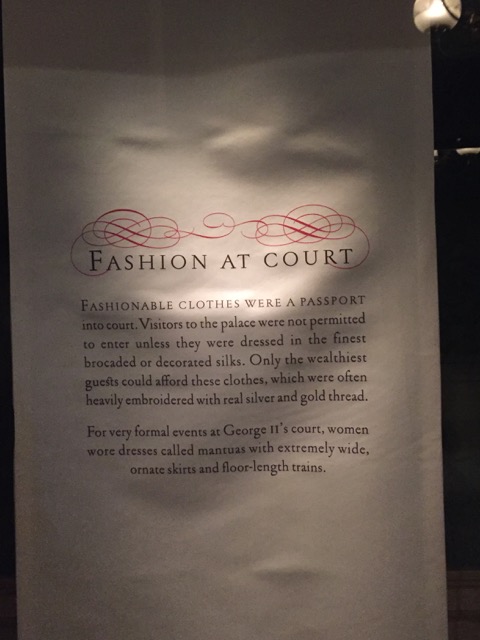 FASHION AT COURT
FASHIONABLE CLOTHES WERE A PASSPORT
into court. Visitors to the palace were not permitted
to enter unless they were dressed in the finest
brocaded or decorated silks. Only the wealthiest
guests could afford these clothes, which were often
heavily embroidered with real silver and gold thread.
For very formal events at George II's court, women
wore dresses called mantuas with extremely wide,
ornate skirts and floor-length trains.